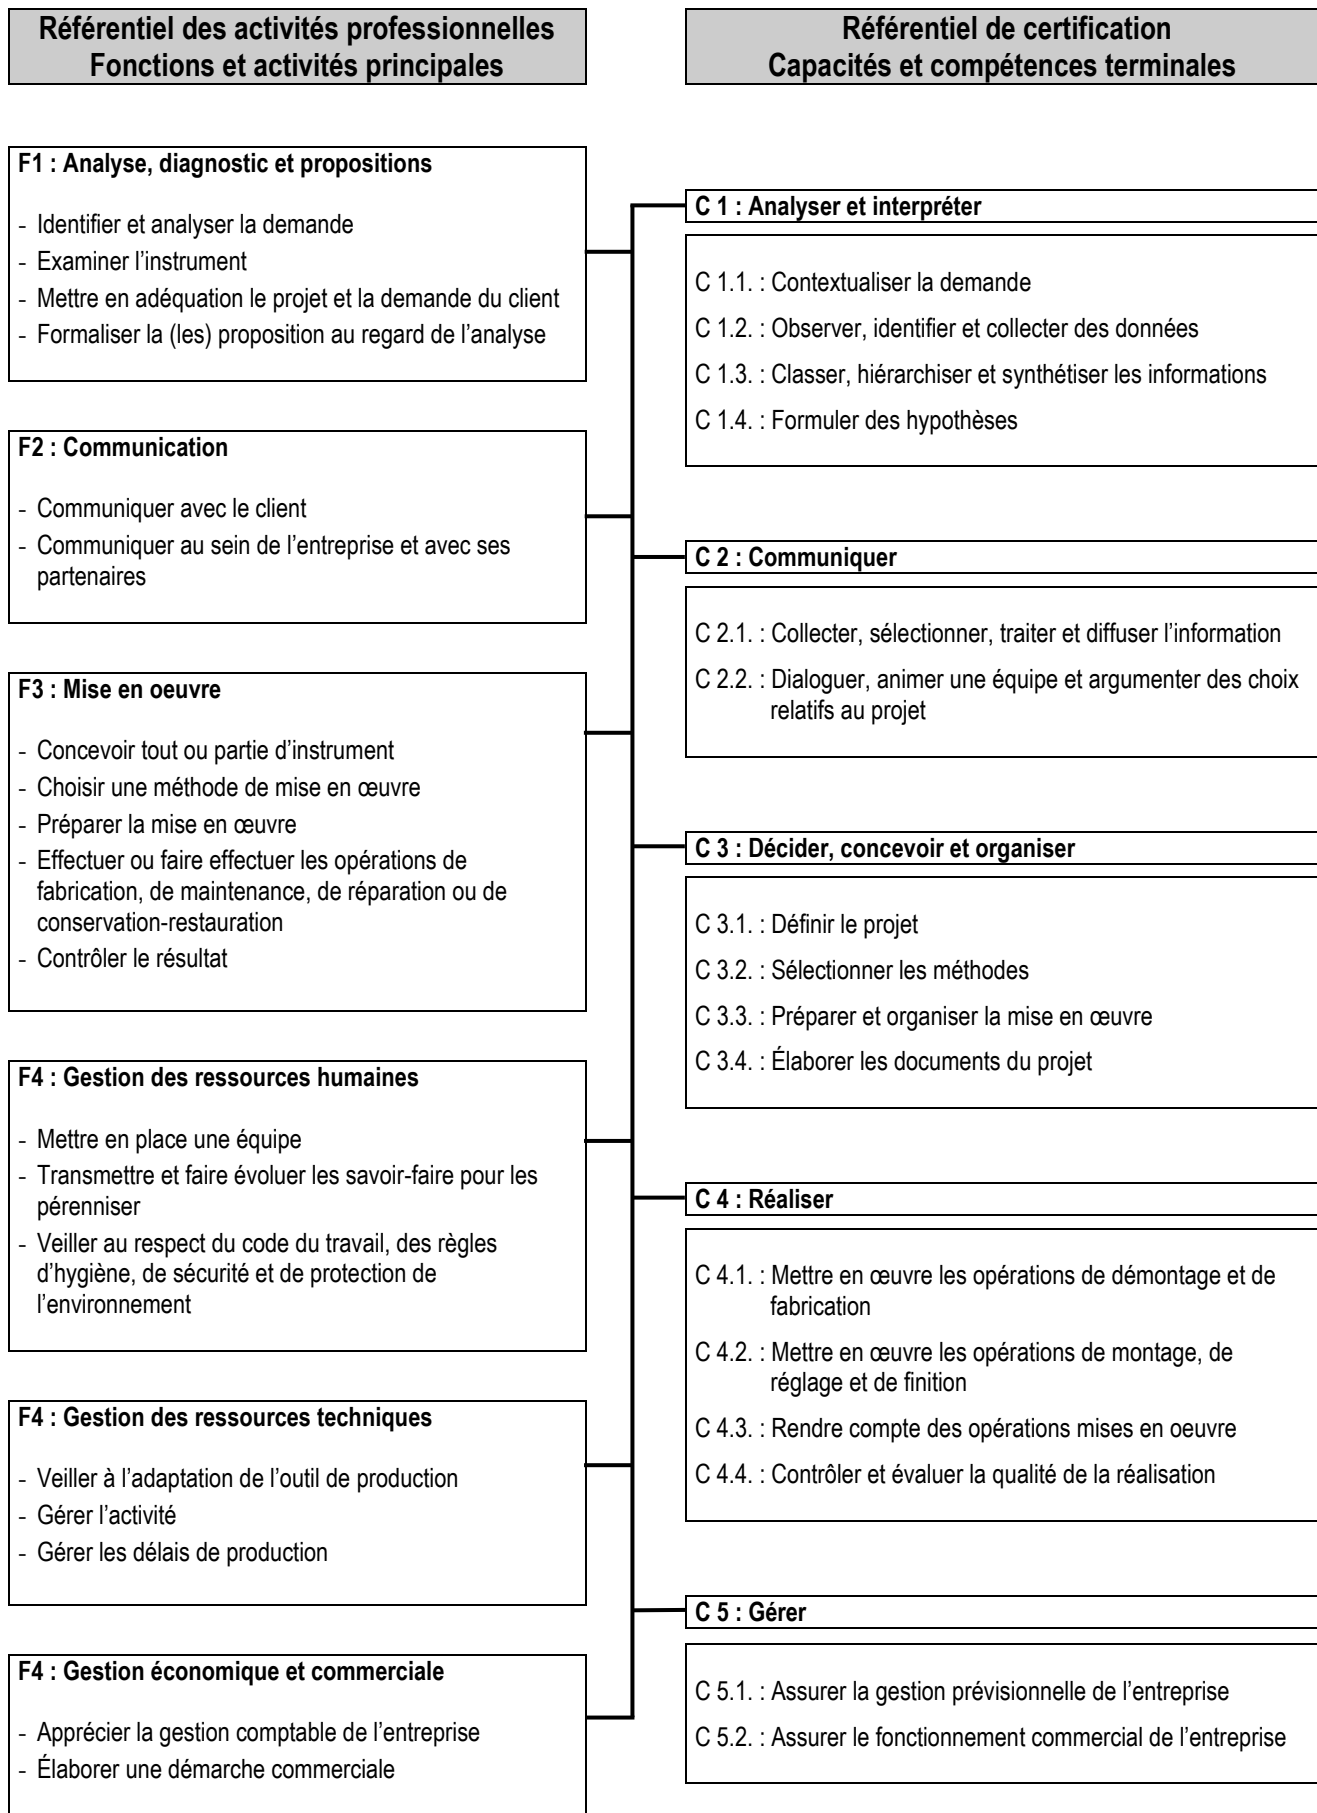 Référentiel des activités professionnelles
Fonctions et activités principales
F1 : Analyse, diagnostic et propositions
- Identifier et analyser la demande
- Examiner l’instrument
- Mettre en adéquation le projet et la demande du client
- Formaliser la (les) proposition au regard de l’analyse
F2 : Communication
- Communiquer avec le client
- Communiquer au sein de l’entreprise et avec ses
partenaires
F3 : Mise en oeuvre
- Concevoir tout ou partie d’instrument
- Choisir une méthode de mise en œuvre
- Préparer la mise en œuvre
- Effectuer ou faire effectuer les opérations de
fabrication, de maintenance, de réparation ou de
conservation-restauration
- Contrôler le résultat
F4 : Gestion des ressources humaines
- Mettre en place une équipe
- Transmettre et faire évoluer les savoir-faire pour les
pérenniser
- Veiller au respect du code du travail, des règles
d’hygiène, de sécurité et de protection de
l’environnement
F4 : Gestion des ressources techniques
- Veiller à l’adaptation de l’outil de production
- Gérer l’activité
- Gérer les délais de production
F4 : Gestion économique et commerciale
- Apprécier la gestion comptable de l’entreprise
- Élaborer une démarche commerciale
Référentiel de certification
Capacités et compétences terminales
C 1 : Analyser et interpréter
C 1.1. : Contextualiser la demande
C 1.2. : Observer, identifier et collecter des données
C 1.3. : Classer, hiérarchiser et synthétiser les informations
C 1.4. : Formuler des hypothèses
C 2 : Communiquer
C 2.1. : Collecter, sélectionner, traiter et diffuser l’information
C 2.2. : Dialoguer, animer une équipe et argumenter des choix
relatifs au projet
C 3 : Décider, concevoir et organiser
C 3.1. : Définir le projet
C 3.2. : Sélectionner les méthodes
C 3.3. : Préparer et organiser la mise en œuvre
C 3.4. : Élaborer les documents du projet
C 4 : Réaliser
C 4.1. : Mettre en œuvre les opérations de démontage et de
fabrication
C 4.2. : Mettre en œuvre les opérations de montage, de
réglage et de finition
C 4.3. : Rendre compte des opérations mises en oeuvre
C 4.4. : Contrôler et évaluer la qualité de la réalisation
C 5 : Gérer
C 5.1. : Assurer la gestion prévisionnelle de l’entreprise
C 5.2. : Assurer le fonctionnement commercial de l’entreprise